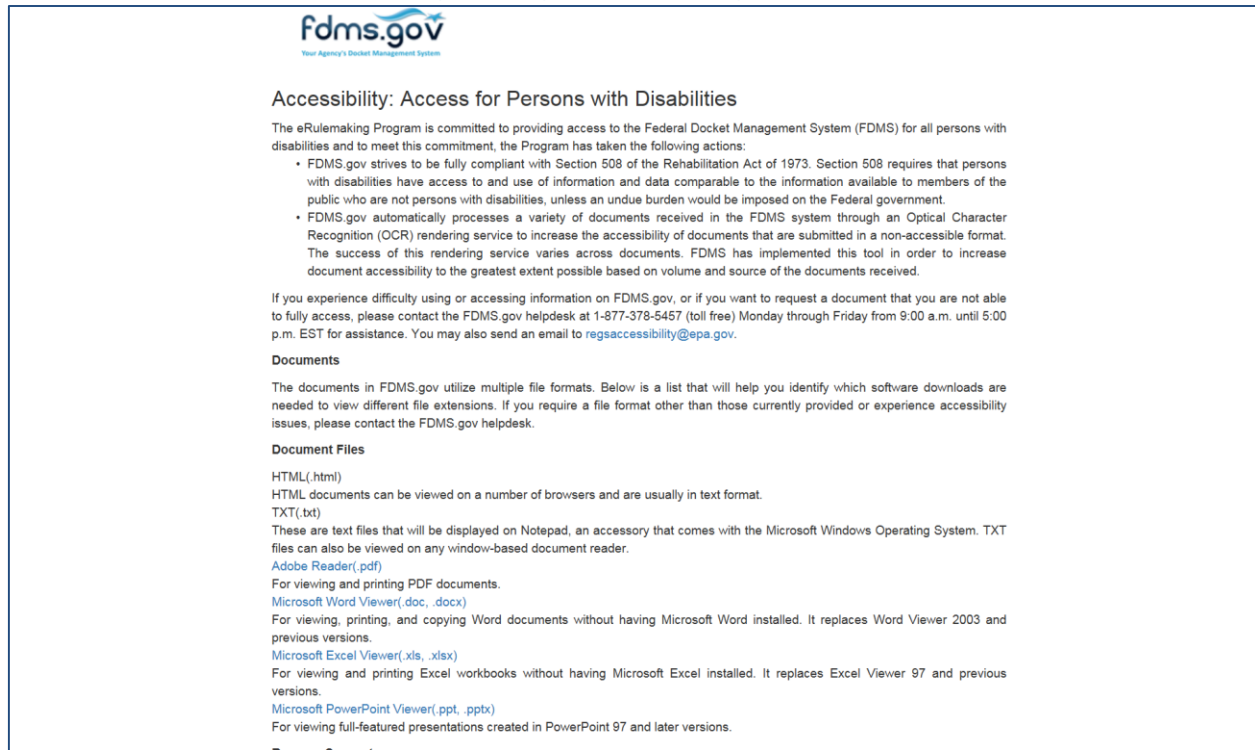 fdms.gov
Your Agency's Docket Management System
Accessibility: Access for Persons with Disabilities
The eRulemaking Program is committed to providing access to the Federal Docket Management System (FDMS) for all persons with
disabilities and to meet this commitment, the Program has taken the following actions:
• FDMS.gov strives to be fully compliant with Section 508 of the Rehabilitation Act of 1973. Section 508 requires that persons
with disabilities have access to and use of information and data comparable to the information available to members of the
public who are not persons with disabilities, unless an undue burden would be imposed on the Federal government.
• FDMS.gov automatically processes a variety of documents received in the FDMS system through an Optical Character
Recognition (OCR) rendering service to increase the accessibility of documents that are submitted in a non-accessible format.
The success of this rendering service varies across documents. FDMS has implemented this tool in order to increase
document accessibility to the greatest extent possible based on volume and source of the documents received.
If you experience difficulty using or accessing information on FDMS.gov, or if you want to request a document that you are not able
to fully access, please contact the FDMS.gov helpdesk at 1-877-378-5457 (toll free) Monday through Friday from 9:00 a.m. until 5:00
p.m. EST for assistance. You may also send an email to regsaccessibility@epa.gov.
Documents
The documents in FDMS.gov utilize multiple file formats. Below is a list that will help you identify which software downloads are
needed to view different file extensions. If you require a file format other than those currently provided or experience accessibility
issues, please contact the FDMS.gov helpdesk.
Document Files
HTML(.html)
HTML documents can be viewed on a number of browsers and are usually in text format.
TXT(.txt)
These are text files that will be displayed on Notepad, an accessory that comes with the Microsoft Windows Operating System. TXT
files can also be viewed on any window-based document reader.
Adobe Reader(.pdf)
For viewing and printing PDF documents.
Microsoft Word Viewer(.doc, .docx)
For viewing, printing, and copying Word documents without having Microsoft Word installed. It replaces Word Viewer 2003 and
previous versions.
Microsoft Excel Viewer(.xls, .xlsx)
For viewing and printing Excel workbooks without having Microsoft Excel installed. It replaces Excel Viewer 97 and previous
versions.
Microsoft PowerPoint Viewer(.ppt, .pptx)
For viewing full-featured presentations created in PowerPoint 97 and later versions.